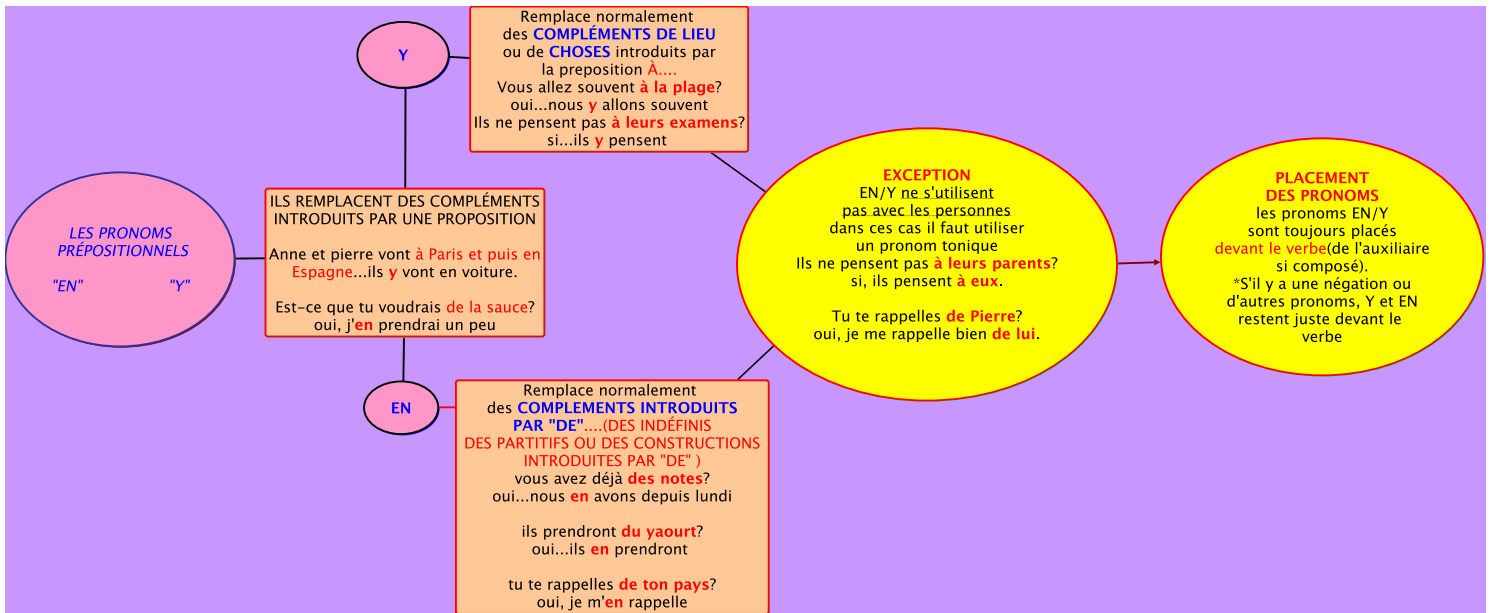 LES PRONOMS
PRÉPOSITIONNELS
"EN" "Y"
Y
Remplace normalement
des COMPLÉMENTS DE LIEU
ou de CHOSES introduits par
la preposition À....
Vous allez souvent à la plage?
oui...nous y allons souvent
Ils ne pensent pas à leurs examens?
si...ils y pensent
ILS REMPLACENT DES COMPLÉMENTS
INTRODUITS PAR UNE PROPOSITION
Anne et pierre vont à Paris et puis en
Espagne...ils y vont en voiture.
Est-ce que tu voudrais de la sauce?
oui, j'en prendrai un peu
EN
Remplace normalement
des COMPLEMENTS INTRODUITS
PAR "DE"....(DES INDÉFINIS
DES PARTITIFS OU DES CONSTRUCTIONS
INTRODUITES PAR "DE" )
vous avez déjà des notes?
oui...nous en avons depuis lundi
ils prendront du yaourt?
oui...ils en prendront
tu te rappelles de ton pays?
oui, je m'en rappelle
EXCEPTION
EN/Y ne s'utilisent
pas avec les personnes
dans ces cas il faut utiliser
un pronom tonique
Ils ne pensent pas à leurs parents?
si, ils pensent à eux.
Tu te rappelles de Pierre?
oui, je me rappelle bien de lui.
PLACEMENT
DES PRONOMS
les pronoms EN/Y
sont toujours placés
devant le verbe(de l'auxiliaire
si composé).
*S'il y a une négation ou
d'autres pronoms, Y et EN
restent juste devant le
verbe